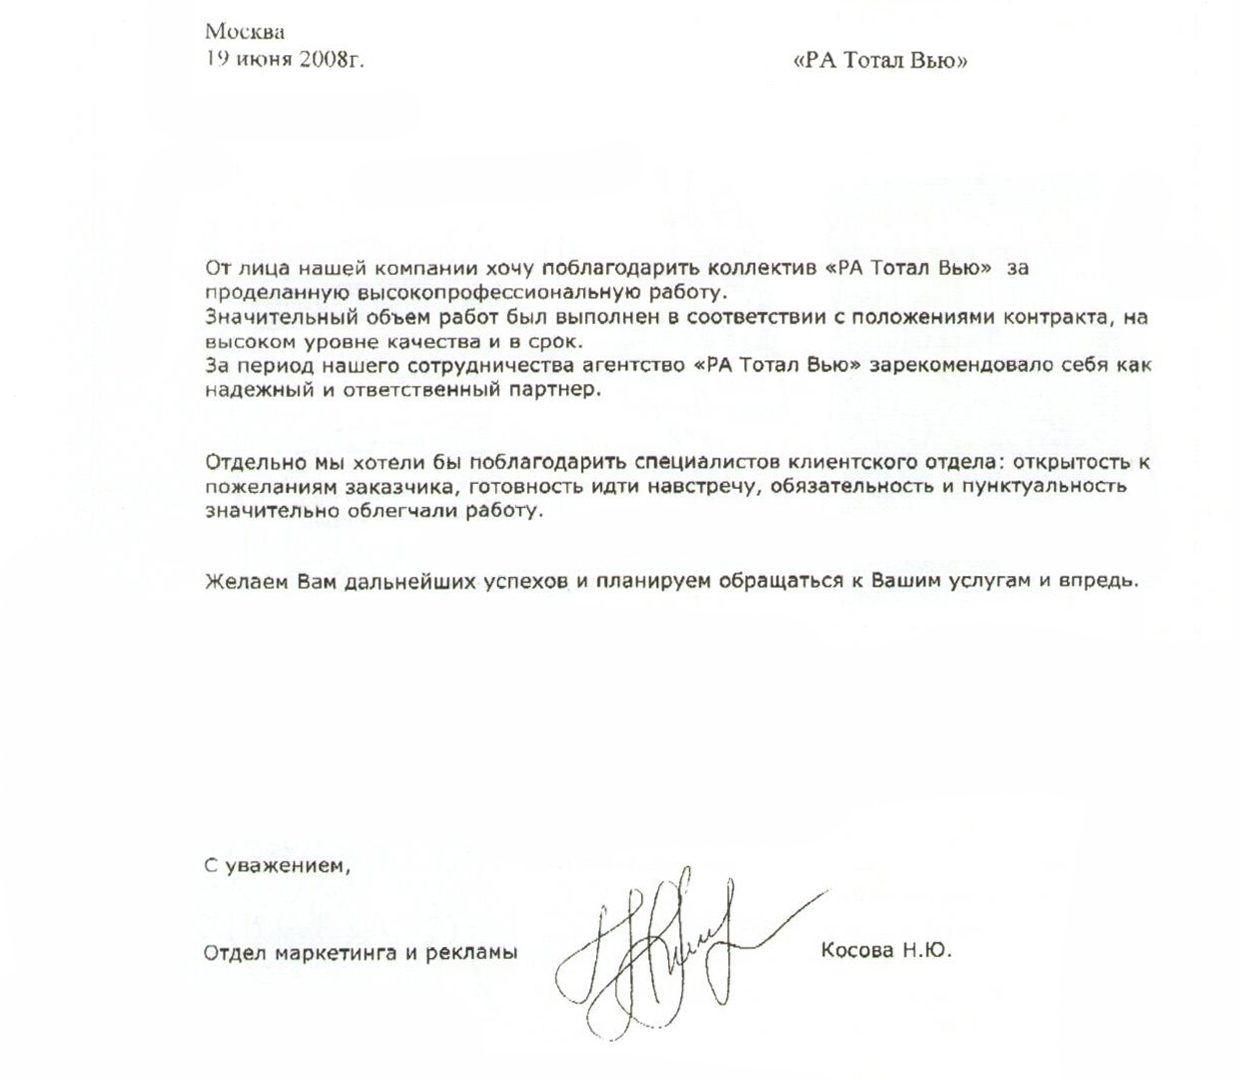 Москва
19 июня 2008г. «РА Тотал Вью»
От лица нашей компании хочу поблагодарить коллектив «РА Тотал Вью» за
проделанную высокопрофессиональную работу.
Значительный объем работ был выполнен в соответствии с положениями контракта, на
высоком уровне качества и в срок.
За период нашего сотрудничества агентство «РА Тотал Вью» зарекомендовало себя как
надежный и ответственный партнер.
Отдельно мы хотели бы поблагодарить специалистов клиентского отдела: открытость к
пожеланиям заказчика, готовность идти навстречу, обязательность и пунктуальность
значительно облегчали работу.
Желаем Вам дальнейших успехов и планируем обращаться к Вашим услугам и впредь.
С уважением,
Отдел маркетинга и рекламы Косова Н.Ю.